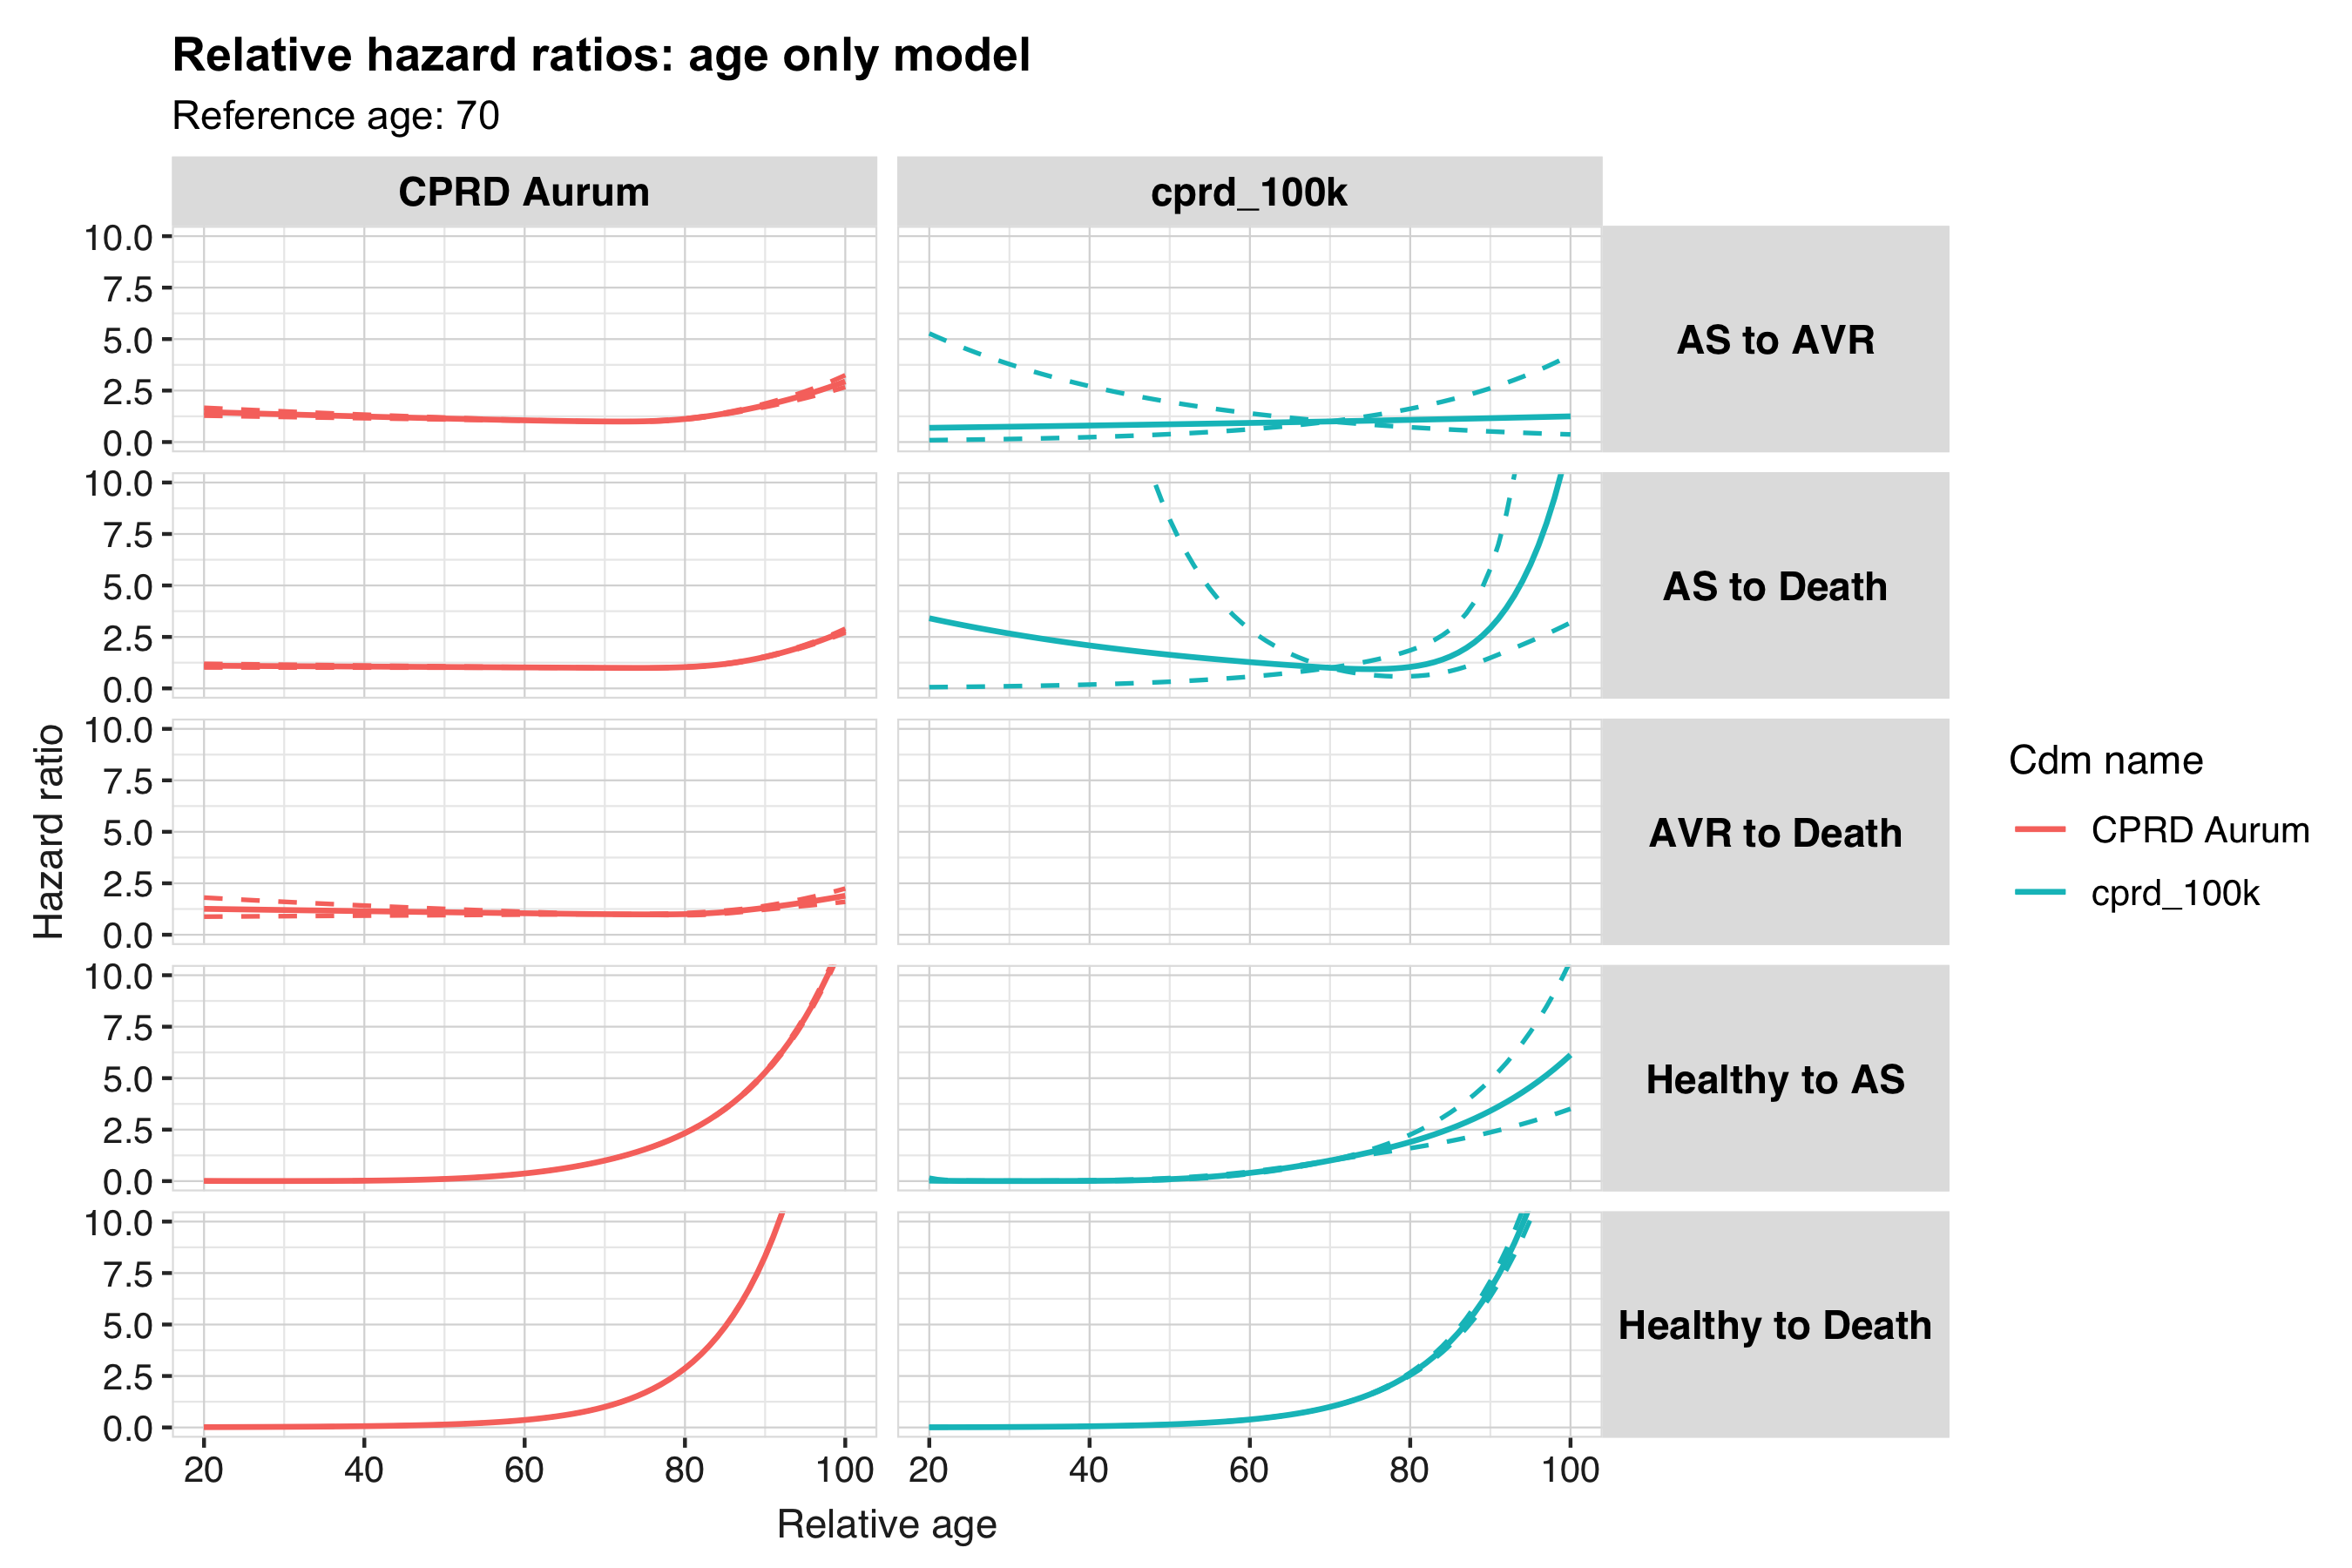 Relative hazard ratios: age only model
Reference age: 70
CPRD Aurum
cprd_100k
10.0
7.5
5.0
2.5
0.0
AS to AVR
10.0
7.5
5.0
2.5
0.0
AS to Death
10.0
7.5
5.0
2.5
0.0
AVR to Death
10.0
7.5
5.0
2.5
0.0
Healthy to AS
10.0
7.5
5.0
2.5
0.0
Healthy to Death
20 40 60 80 100
20 40 60 80 100
Relative age
Hazard ratio
Cdm name
CPRD Aurum
cprd_100k